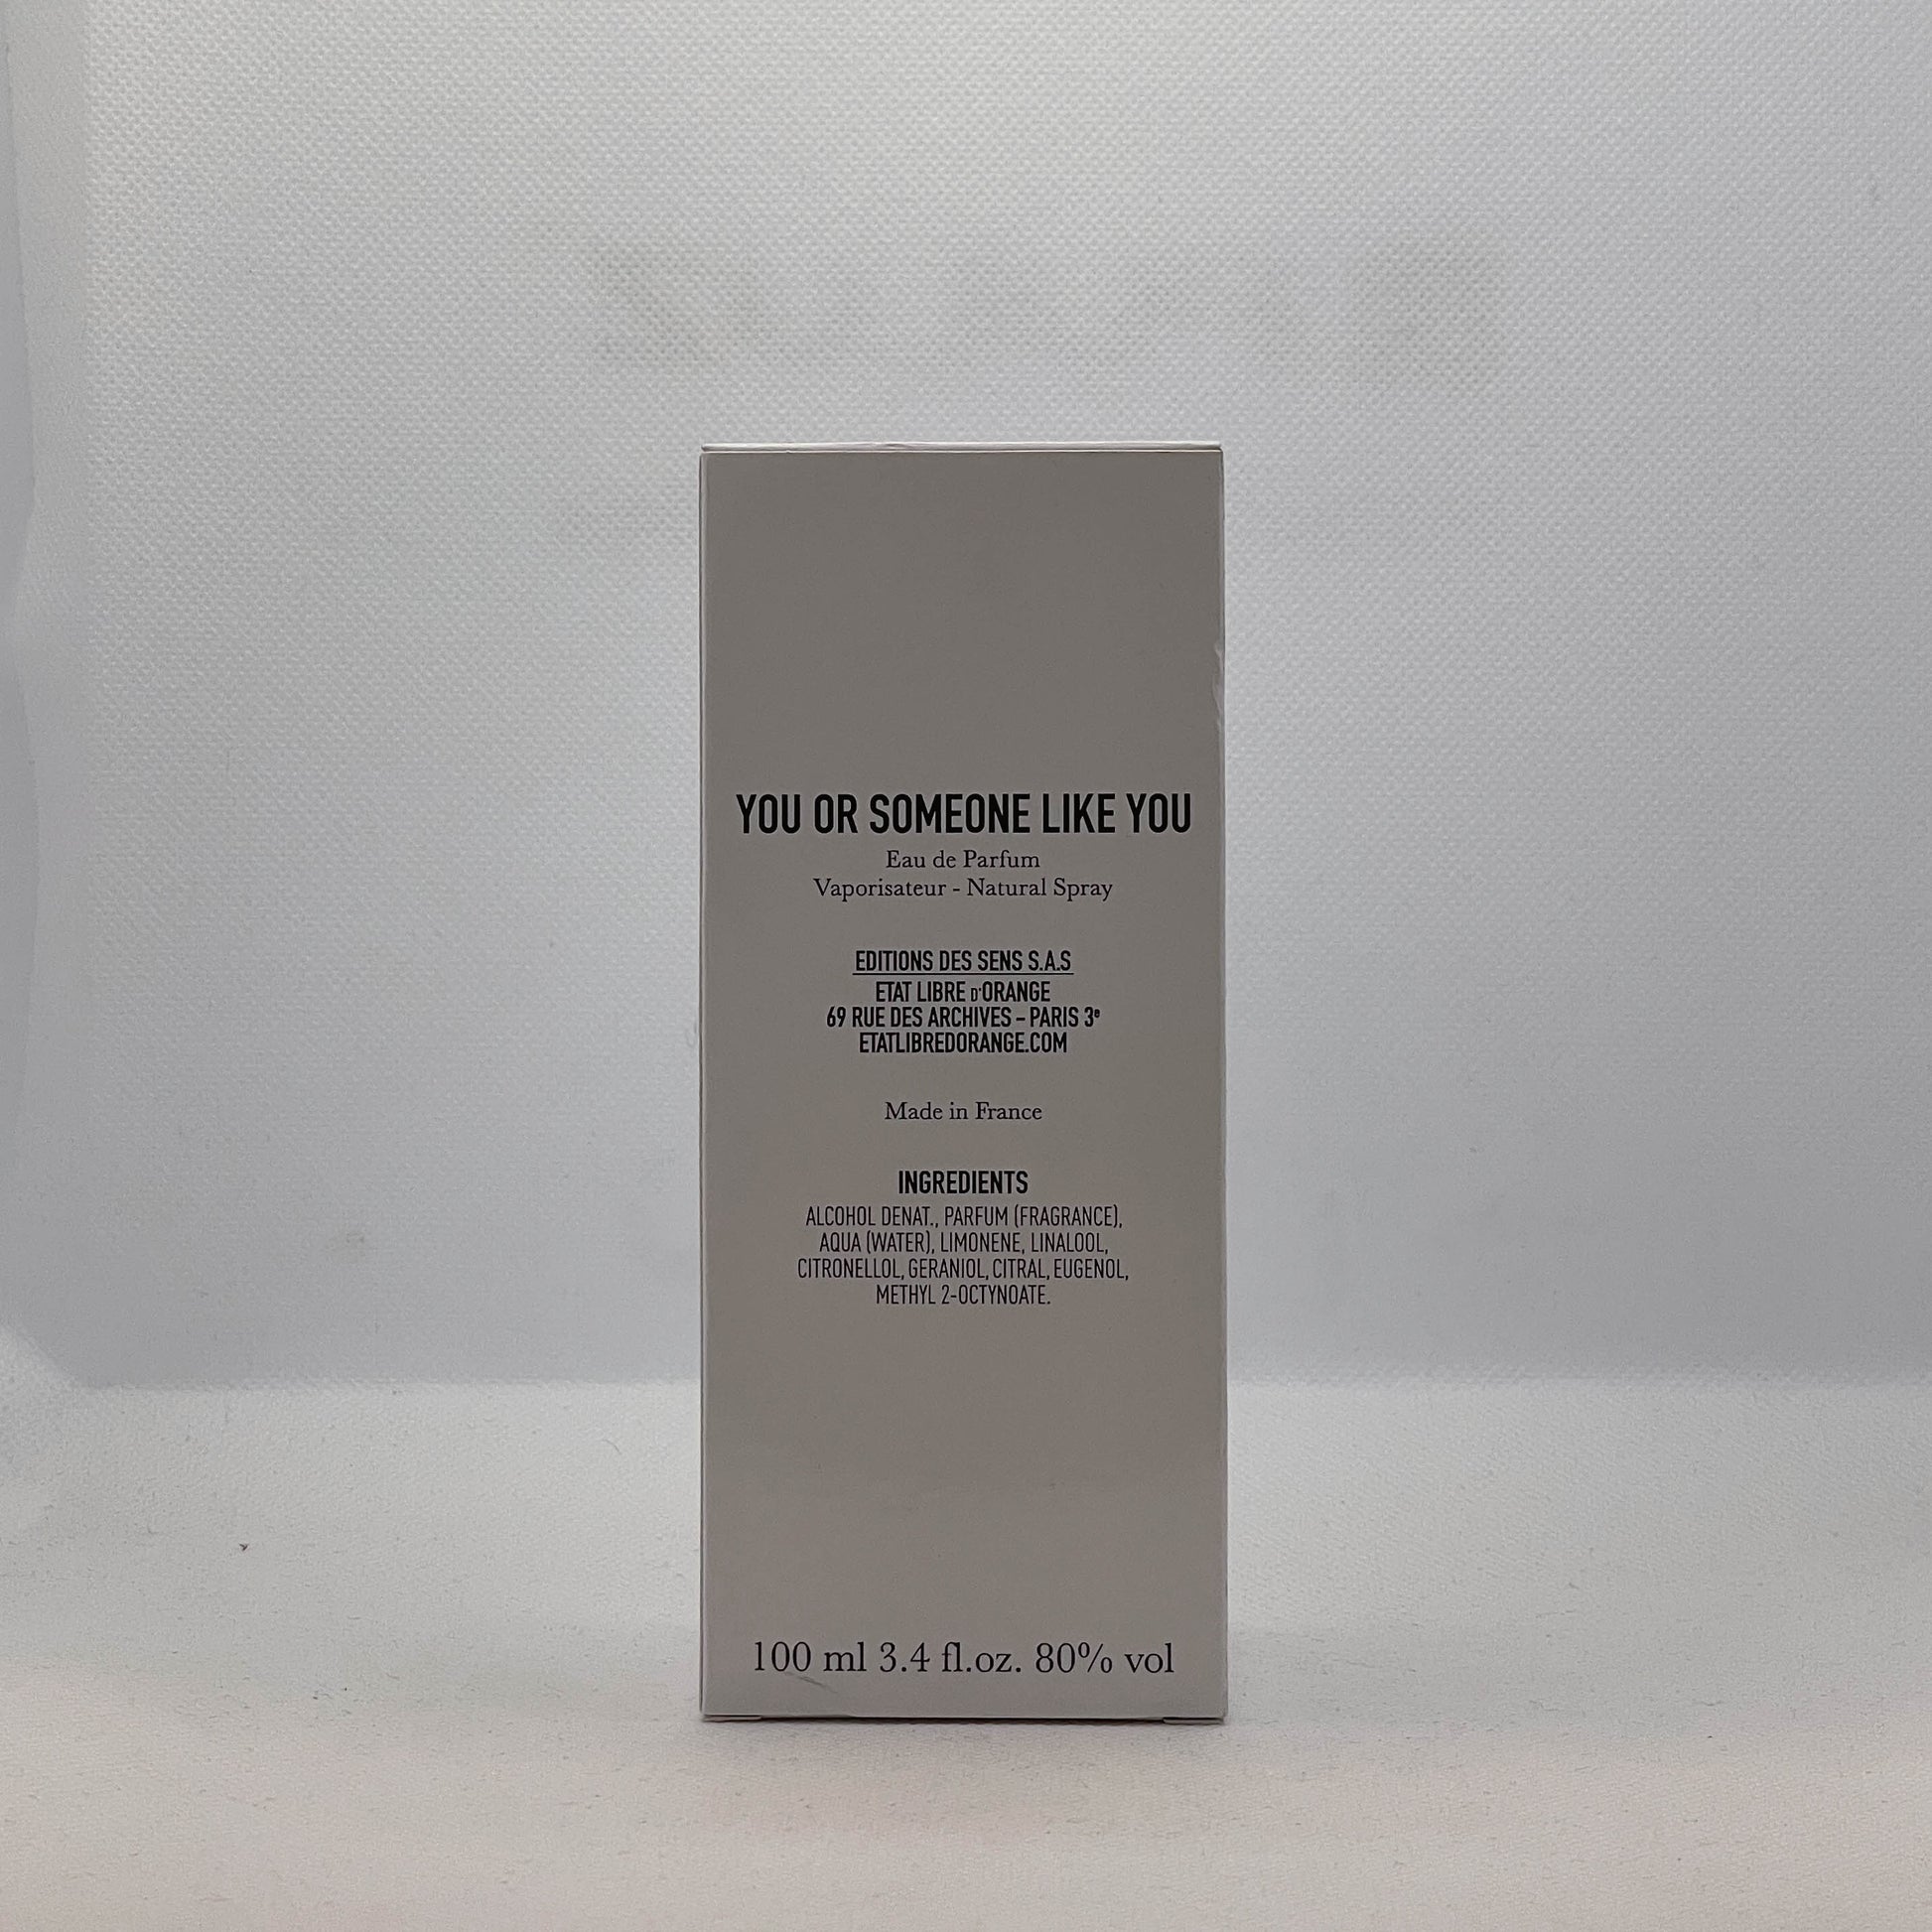 YOU OR SOMEONE LIKE YOU
Eau de Parfum
Vaporisateur - Natural Spray
EDITIONS DES SENS S.A.S
ETAT LIBRE D'ORANGE
69 RUE DES ARCHIVES – PARIS 3e
ETATLIBREDORANGE.COM
Made in France
INGREDIENTS
ALCOHOL DENAT., PARFUM (FRAGRANCE),
AQUA (WATER), LIMONENE, LINALOOL,
CITRONELLOL, GERANIOL, CITRAL, EUGENOL,
METHYL 2-OCTYNOATE.
100 ml 3.4 fl.oz. 80% vol